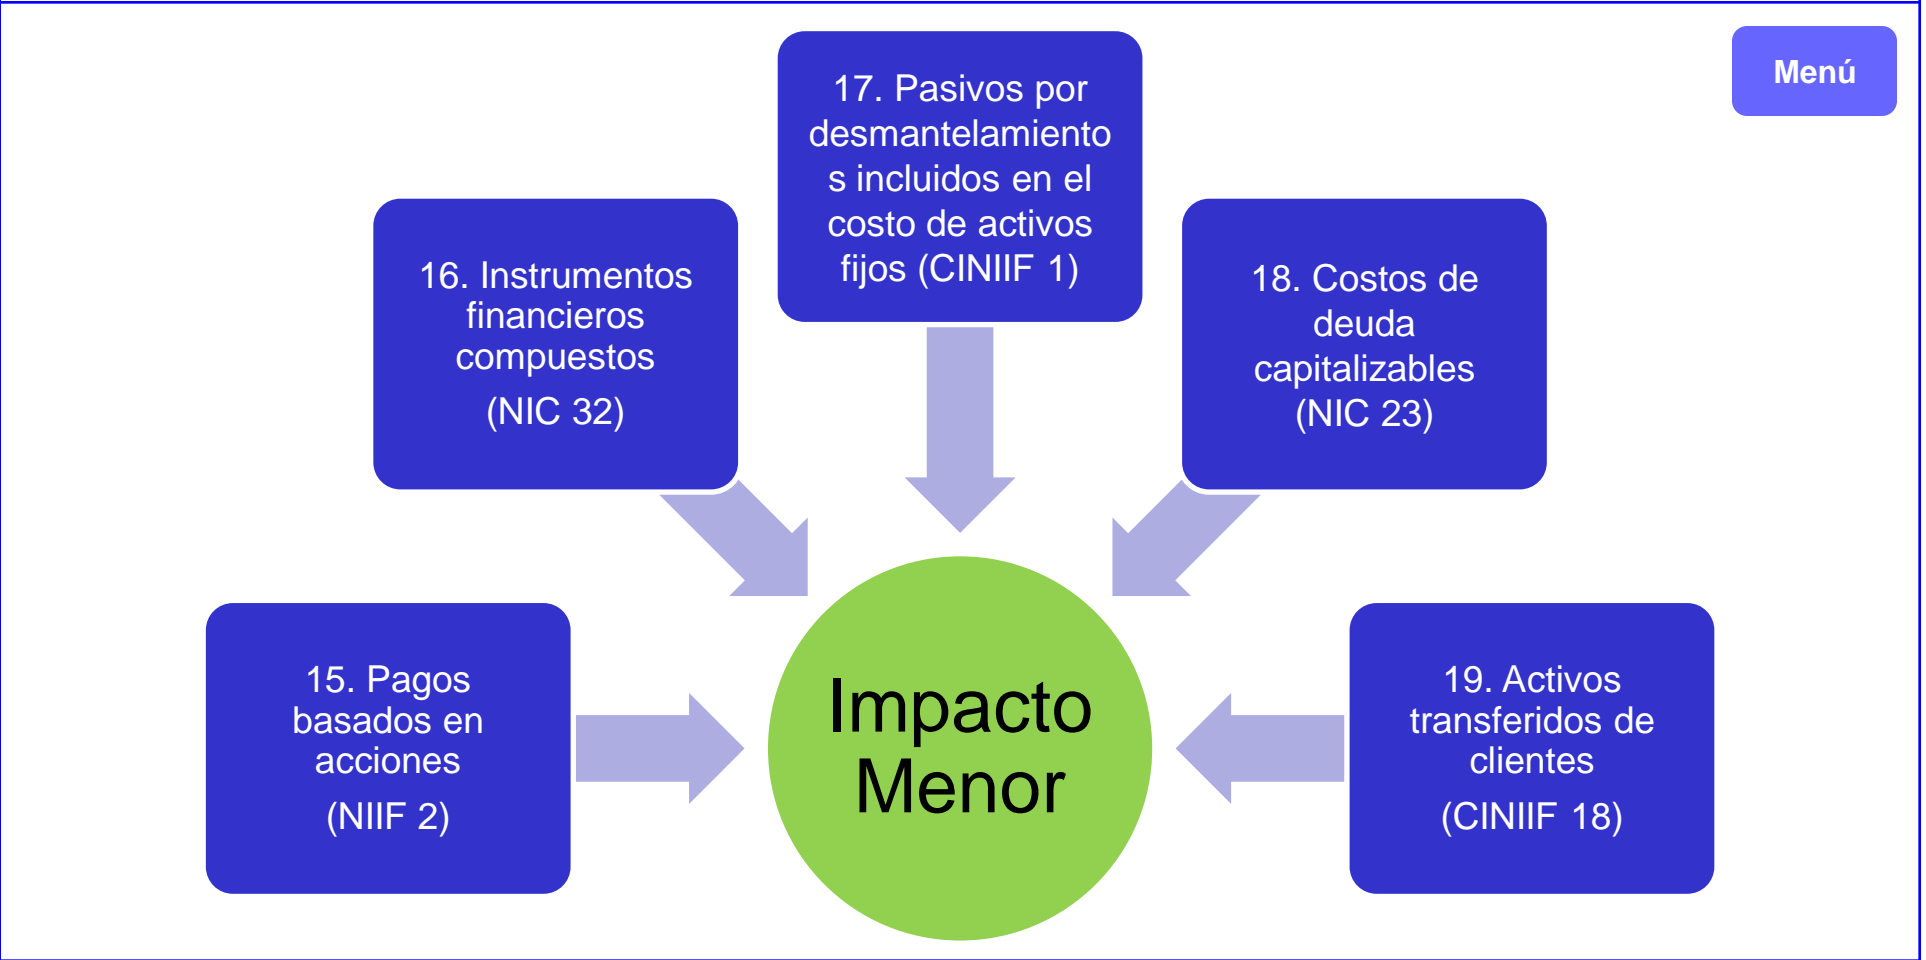 Menú
17. Pasivos por
desmantelamiento
s incluidos en el
costo de activos
fijos (CINIIF 1)
16. Instrumentos
financieros
compuestos
(NIC 32)
18. Costos de
deuda
capitalizables
(NIC 23)
15. Pagos
basados en
acciones
(NIIF 2)
Impacto
Menor
19. Activos
transferidos de
clientes
(CINIIF 18)